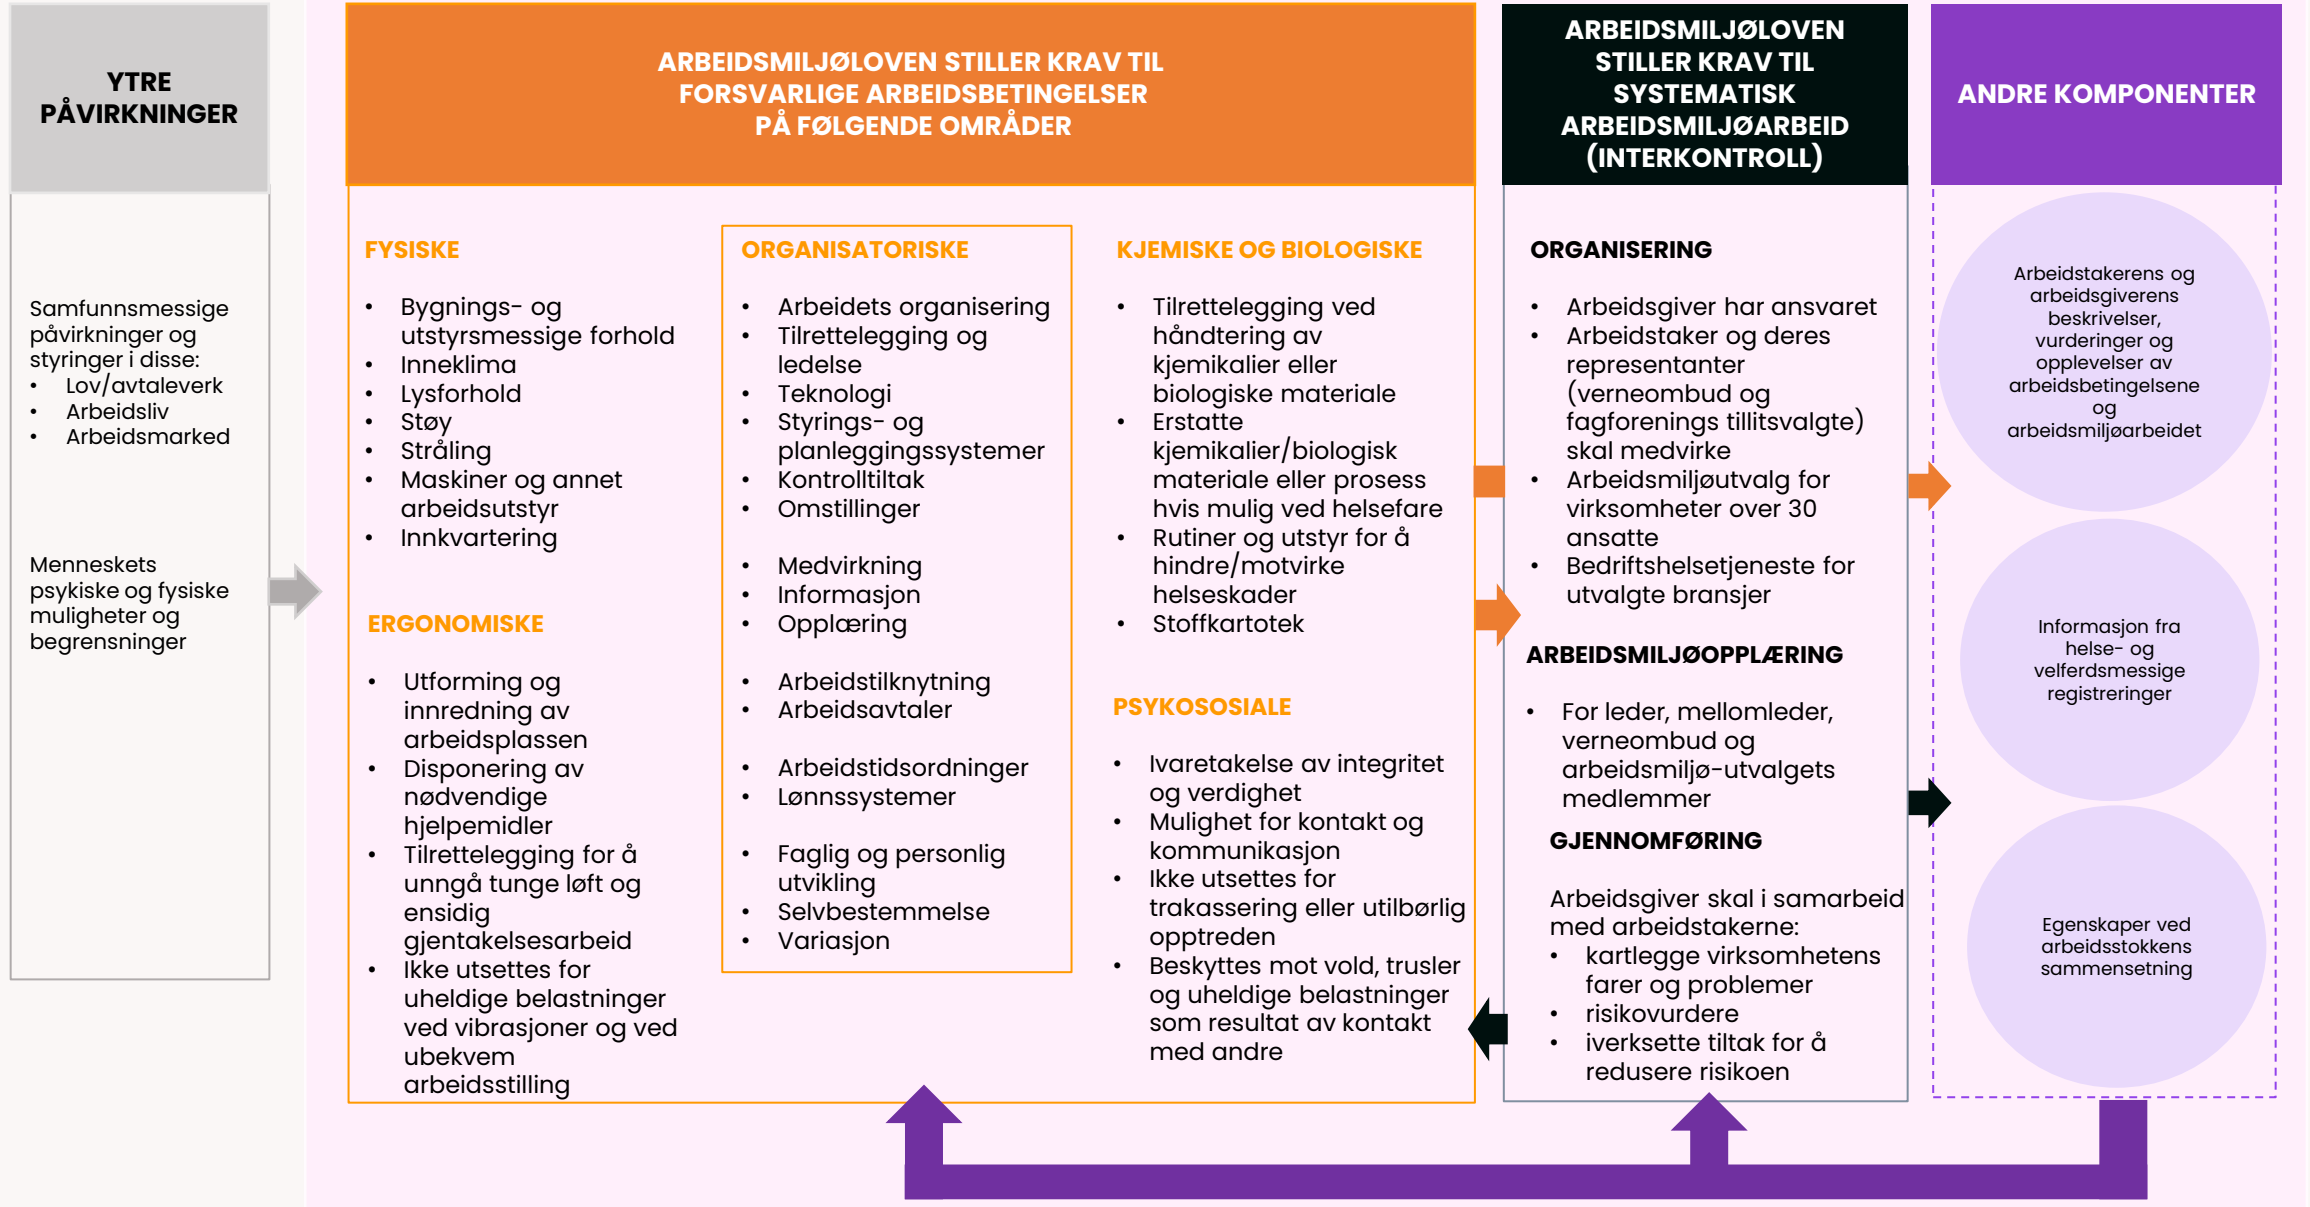 YTRE
PÅVIRKNINGER
Samfunnsmessige
påvirkninger og
styringer i disse:
• Lov/avtaleverk
• Arbeidsliv
• Arbeidsmarked
Menneskets
psykiske og fysiske
muligheter og
begrensninger
ARBEIDSMILJØLOVEN STILLER KRAV TIL
FORSVARLIGE ARBEIDSBETINGELSER
PÅ FØLGENDE OMRÅDER
FYSISKE
• Bygnings- og
utstyrsmessige forhold
• Inneklima
• Lysforhold
• Støy
• Stråling
• Maskiner og annet
arbeidsutstyr
• Innkvartering
ERGONOMISKE
• Utforming og
innredning av
arbeidsplassen
• Disponering av
nødvendige
hjelpemidler
• Tilrettelegging for å
unngå tunge løft og
ensidig
gjentakelsesarbeid
• Ikke utsettes for
uheldige belastninger
ved vibrasjoner og ved
ubekvem
arbeidsstilling
ORGANISATORISKE
• Arbeidets organisering
• Tilrettelegging og
ledelse
• Teknologi
• Styrings- og
planleggingssystemer
• Kontrolltiltak
• Omstillinger
• Medvirkning
• Informasjon
• Opplæring
• Arbeidstilknytning
• Arbeidsavtaler
• Arbeidstidsordninger
• Lønnssystemer
• Faglig og personlig
utvikling
• Selvbestemmelse
• Variasjon
KJEMISKE OG BIOLOGISKE
• Tilrettelegging ved
håndtering av
kjemikalier eller
biologiske materiale
• Erstatte
kjemikalier/biologisk
materiale eller prosess
hvis mulig ved helsefare
• Rutiner og utstyr for å
hindre/motvirke
helseskader
• Stoffkartotek
PSYKOSOSIALE
• Ivaretakelse av integritet
og verdighet
• Mulighet for kontakt og
kommunikasjon
• Ikke utsettes for
trakassering eller utilbørlig
opptreden
• Beskyttes mot vold, trusler
og uheldige belastninger
som resultat av kontakt
med andre
ARBEIDSMILJØLOVEN
STILLER KRAV TIL
SYSTEMATISK
ARBEIDSMILJØARBEID
(INTERKONTROLL)
ORGANISERING
• Arbeidsgiver har ansvaret
• Arbeidstaker og deres
representanter
(verneombud og
fagforenings tillitsvalgte)
skal medvirke
• Arbeidsmiljøutvalg for
virksomheter over 30
ansatte
• Bedriftshelsetjeneste for
utvalgte bransjer
ARBEIDSMILJØOPPLÆRING
• For leder, mellomleder,
verneombud og
arbeidsmiljø-utvalgets
medlemmer
GJENNOMFØRING
Arbeidsgiver skal i samarbeid
med arbeidstakerne:
• kartlegge virksomhetens
farer og problemer
• risikovurdere
• iverksette tiltak for å
redusere risikoen
ANDRE KOMPONENTER
Arbeidstakerens og
arbeidsgiverens
beskrivelser,
vurderinger og
opplevelser av
arbeidsbetingelsene
og
arbeidsmiljøarbeidet
Informasjon fra
helse- og
velferdsmessige
registreringer
Egenskaper ved
arbeidsstokkens
sammensetning